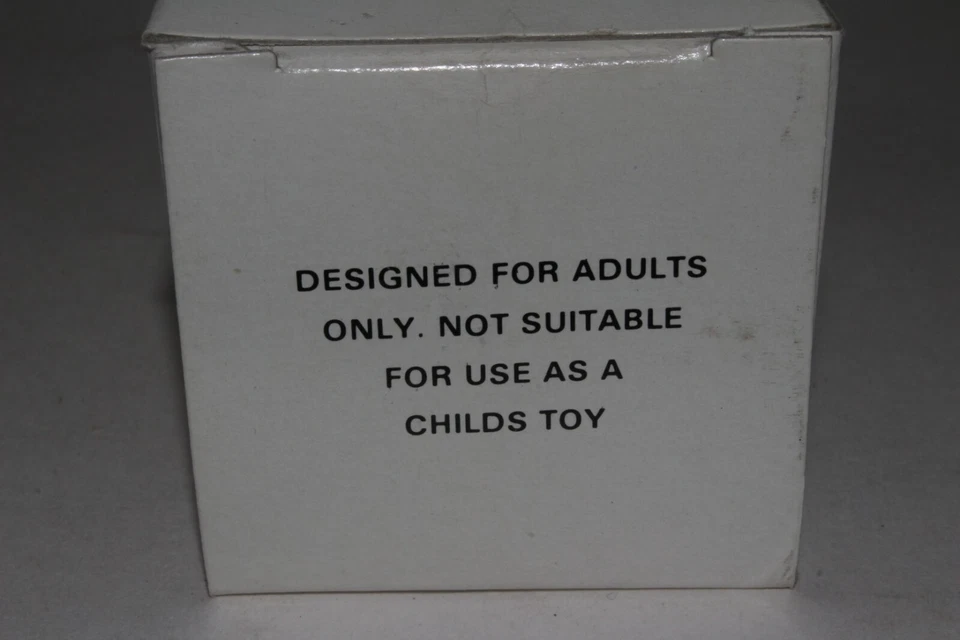 DESIGNED FOR ADULTS
ONLY. NOT SUITABLE
FOR USE AS A
CHILDS TOY